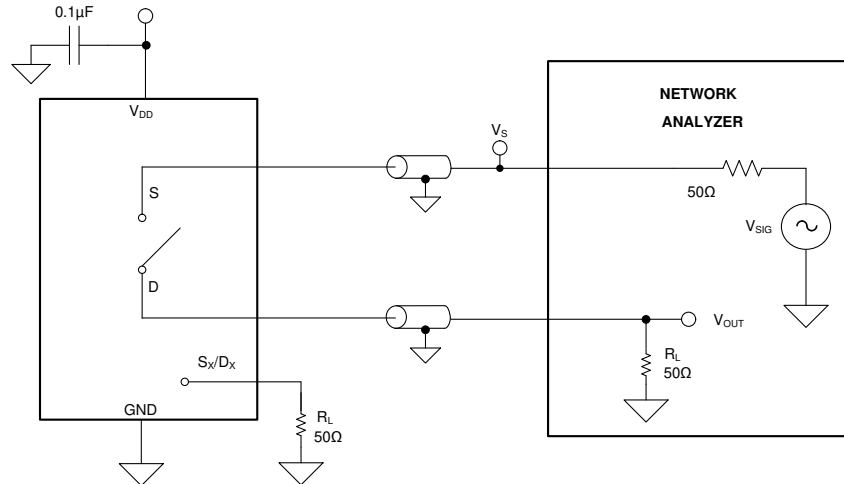 0.1µF
V_DD
S
D
S_X/D_X
GND
R_L
50Ω
V_S
NETWORK
ANALYZER
50Ω
V_SIG
V_OUT
R_L
50Ω